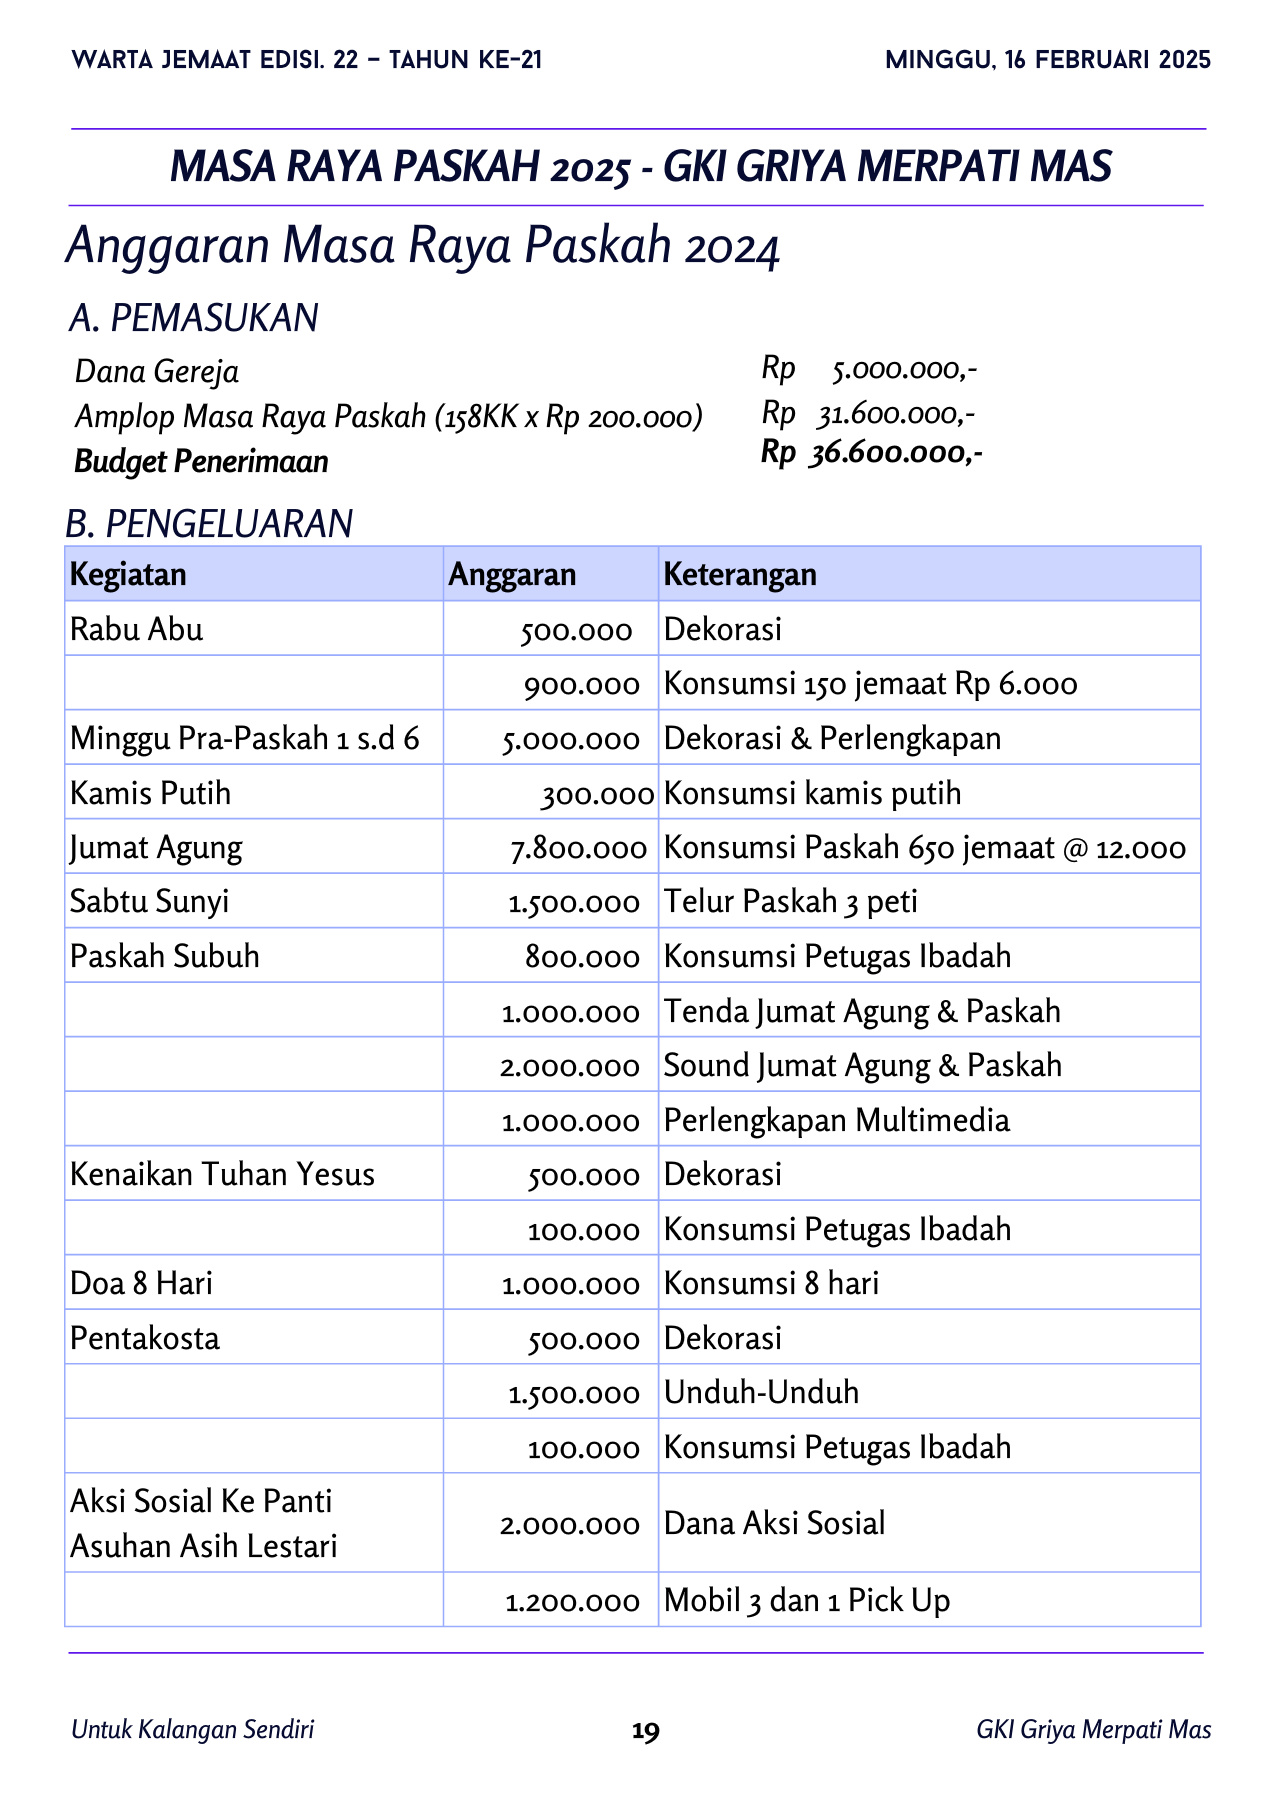 WARTA JEMAAT EDISI. 22 – TAHUN KE-21 MINGGU, 16 FEBRUARI 2025
MASA RAYA PASKAH 2025 - GKI GRIYA MERPATI MAS
Anggaran Masa Raya Paskah 2024
A. PEMASUKAN
Dana Gereja Rp 5.000.000,-
Amplop Masa Raya Paskah (158KK x Rp 200.000) Rp 31.600.000,-
Budget Penerimaan Rp 36.600.000,-
B. PENGELUARAN
Kegiatan Anggaran Keterangan
Rabu Abu 500.000 Dekorasi
900.000 Konsumsi 150 jemaat Rp 6.000
Minggu Pra-Paskah 1 s.d 6 5.000.000 Dekorasi & Perlengkapan
Kamis Putih 300.000 Konsumsi kamis putih
Jumat Agung 7.800.000 Konsumsi Paskah 650 jemaat @ 12.000
Sabtu Sunyi 1.500.000 Telur Paskah 3 peti
Paskah Subuh 800.000 Konsumsi Petugas Ibadah
1.000.000 Tenda Jumat Agung & Paskah
2.000.000 Sound Jumat Agung & Paskah
1.000.000 Perlengkapan Multimedia
Kenaikan Tuhan Yesus 500.000 Dekorasi
100.000 Konsumsi Petugas Ibadah
Doa 8 Hari 1.000.000 Konsumsi 8 hari
Pentakosta 500.000 Dekorasi
1.500.000 Unduh-Unduh
100.000 Konsumsi Petugas Ibadah
Aksi Sosial Ke Panti
Asuhan Asih Lestari 2.000.000 Dana Aksi Sosial
1.200.000 Mobil 3 dan 1 Pick Up
Untuk Kalangan Sendiri 19 GKI Griya Merpati Mas